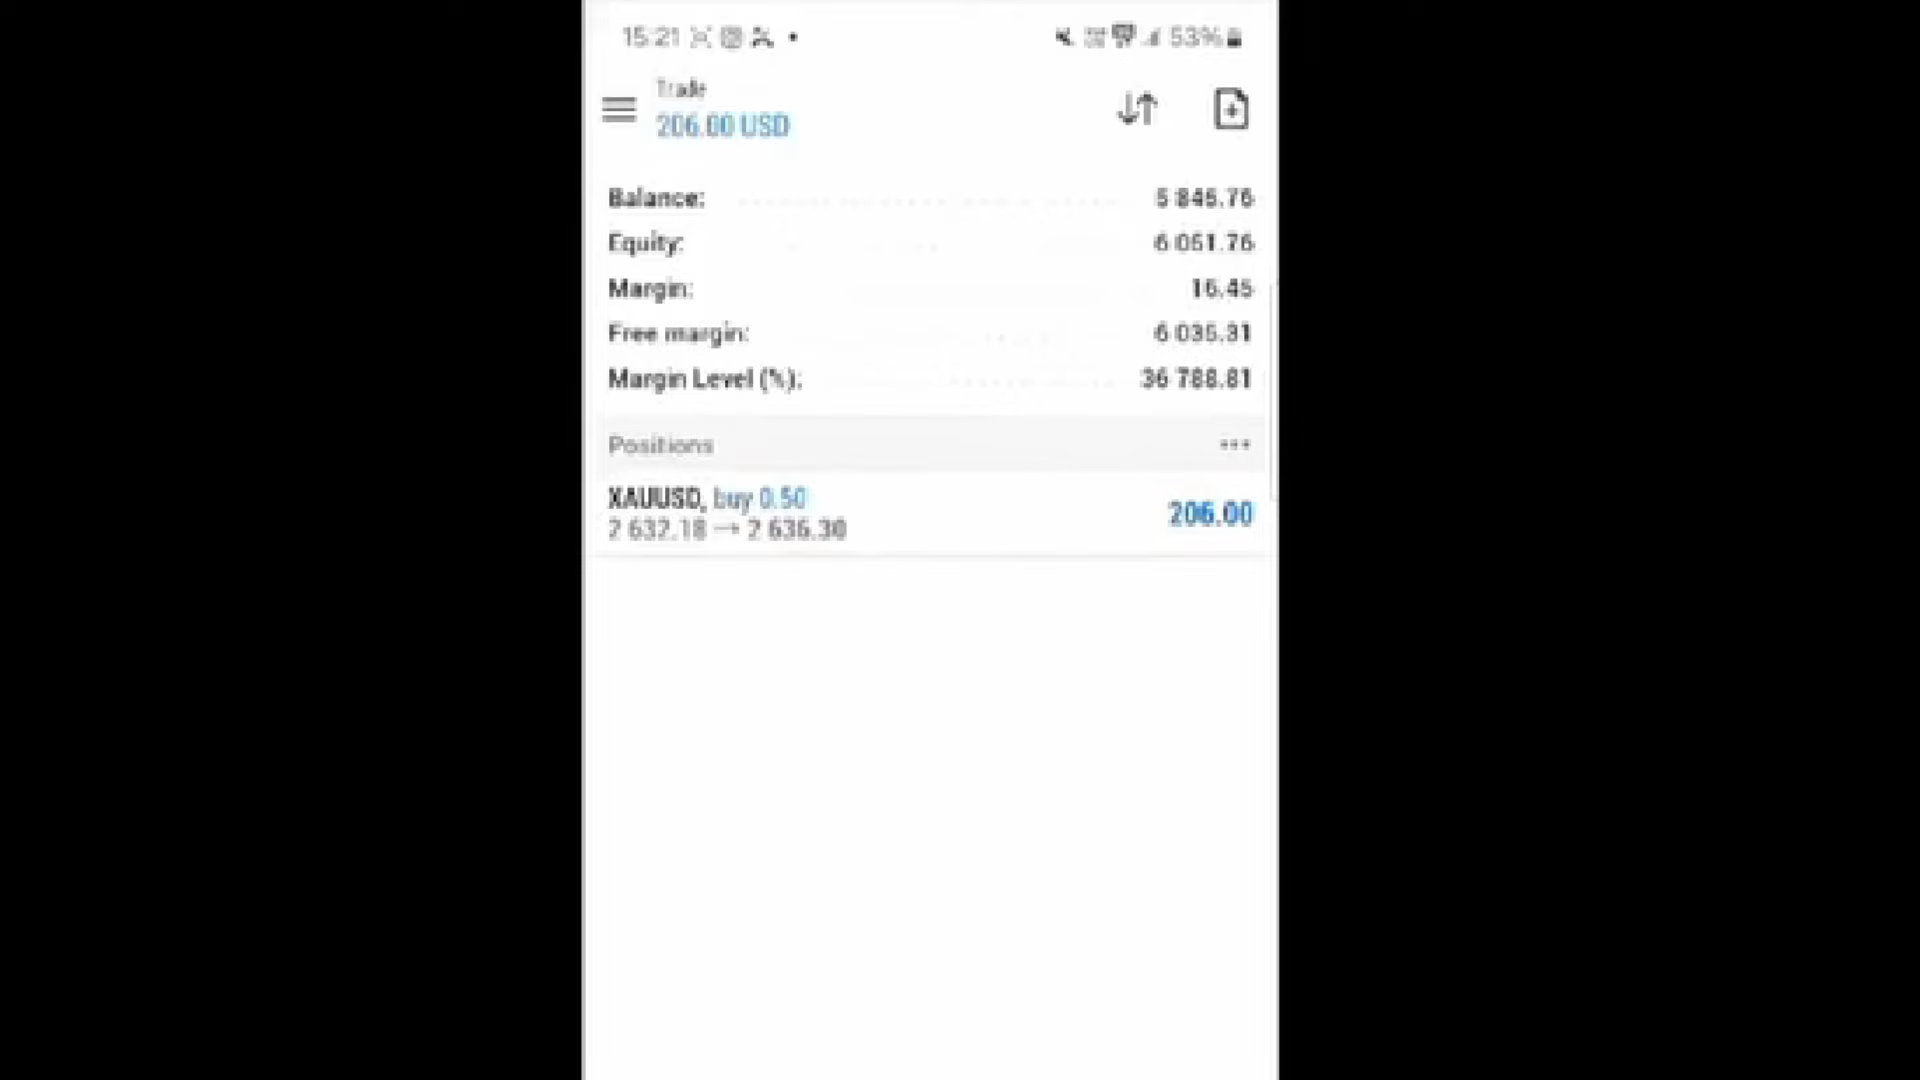 15:21
53%
Trade
206.00 USD
Balance: 5 845.76
Equity: 6 051.76
Margin: 16.45
Free margin: 6 035.31
Margin Level (%): 36 788.81
Positions
XAUUSD, buy 0.50
206.00
2 632.18 → 2 636.30